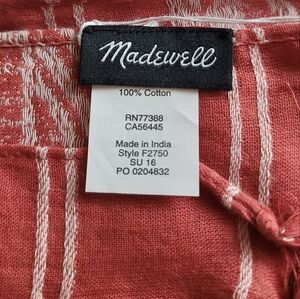 Madewell
100% Cotton
RN77388
CA56445
Made in India
Style F2750
SU 16
PO 0204832